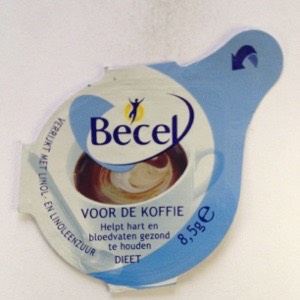 Becel
VOOR DE KOFFIE
Helpt hart en
bloedvaten gezond
te houden
DIEET
8,5g℮
VERRIJKT MET LINOL- EN LINOLEENZUUR